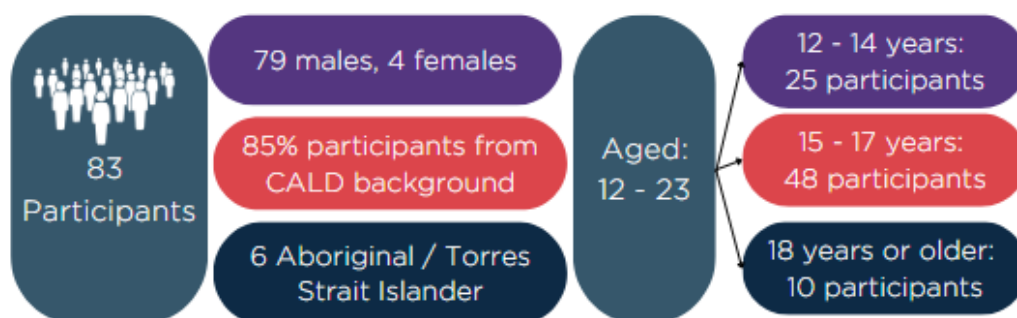 83
Participants
79 males, 4 females
85% participants from
CALD background
6 Aboriginal / Torres
Strait Islander
Aged:
12 - 23
12 - 14 years:
25 participants
15 - 17 years:
48 participants
18 years or older:
10 participants